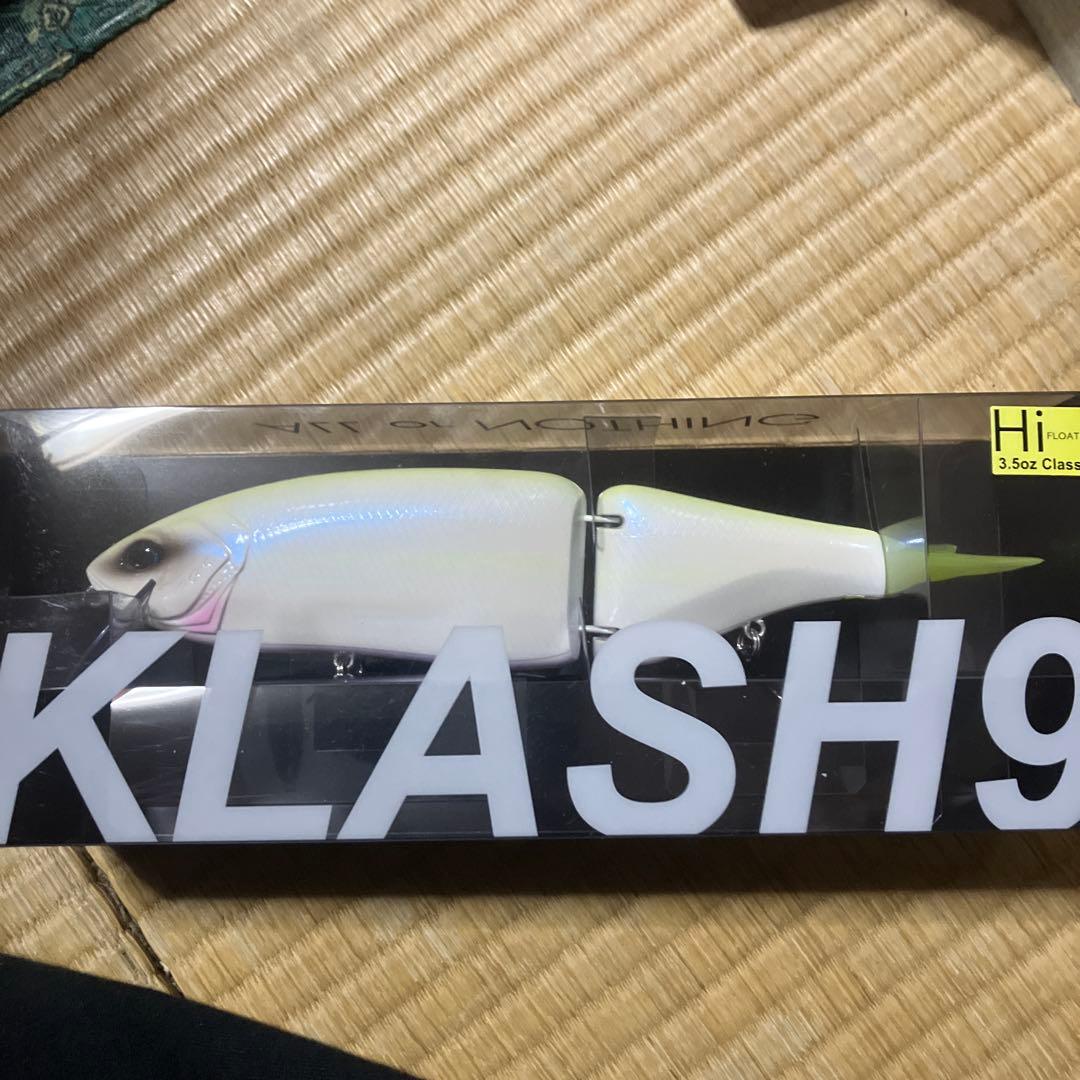 ALL or NOTHING
Hi FLOAT
3.5oz Class
KLASH9